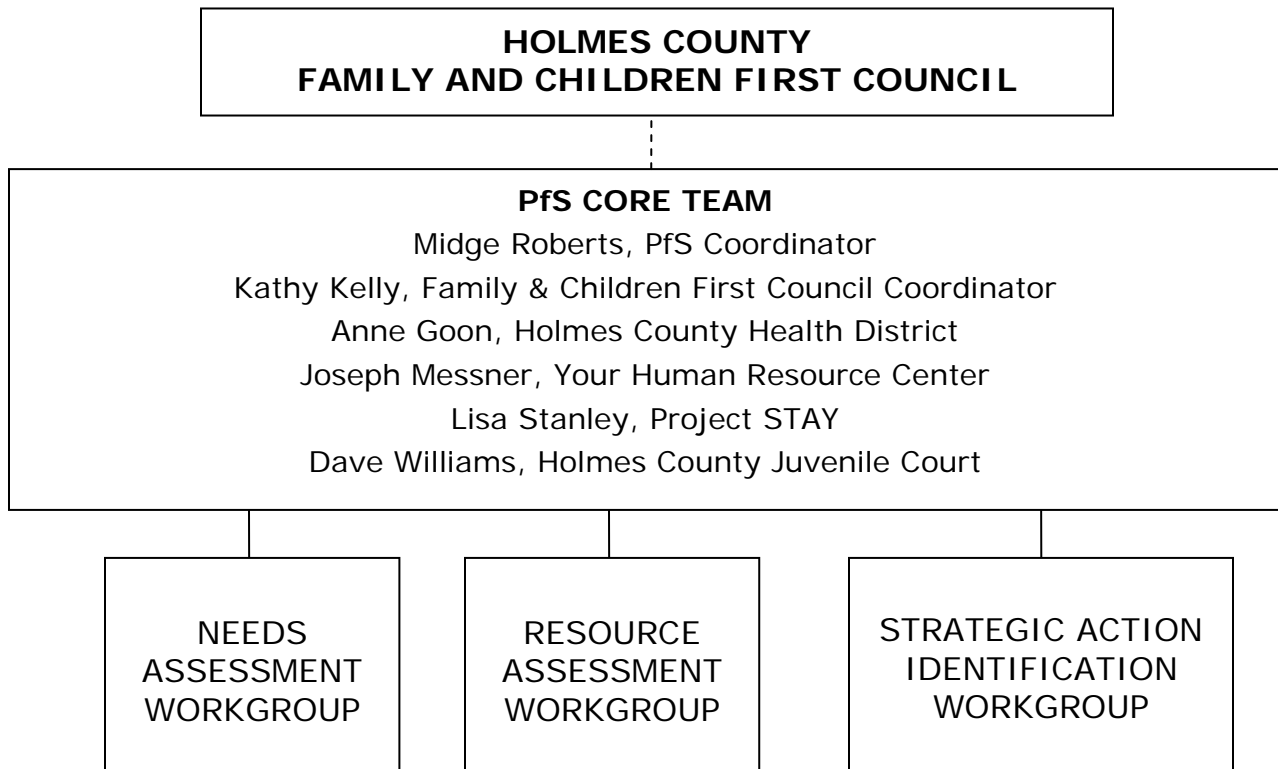 HOLMES COUNTY
FAMILY AND CHILDREN FIRST COUNCIL
PfS CORE TEAM
Midge Roberts, PfS Coordinator
Kathy Kelly, Family & Children First Council Coordinator
Anne Goon, Holmes County Health District
Joseph Messner, Your Human Resource Center
Lisa Stanley, Project STAY
Dave Williams, Holmes County Juvenile Court
NEEDS
ASSESSMENT
WORKGROUP
RESOURCE
ASSESSMENT
WORKGROUP
STRATEGIC ACTION
IDENTIFICATION
WORKGROUP